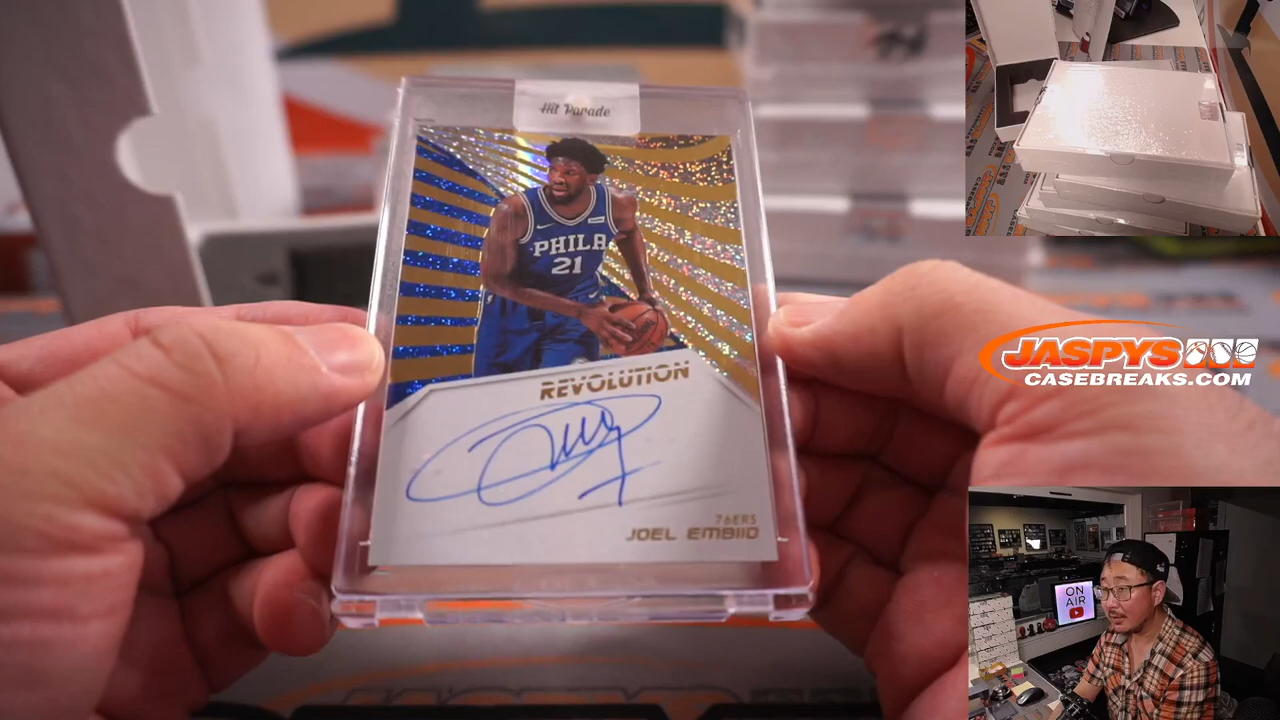 Hit Parade
PHILA
21
REVOLUTION
76ERS
JOEL EMBIID
JASPYS
CASEBREAKS.COM
ON
AIR